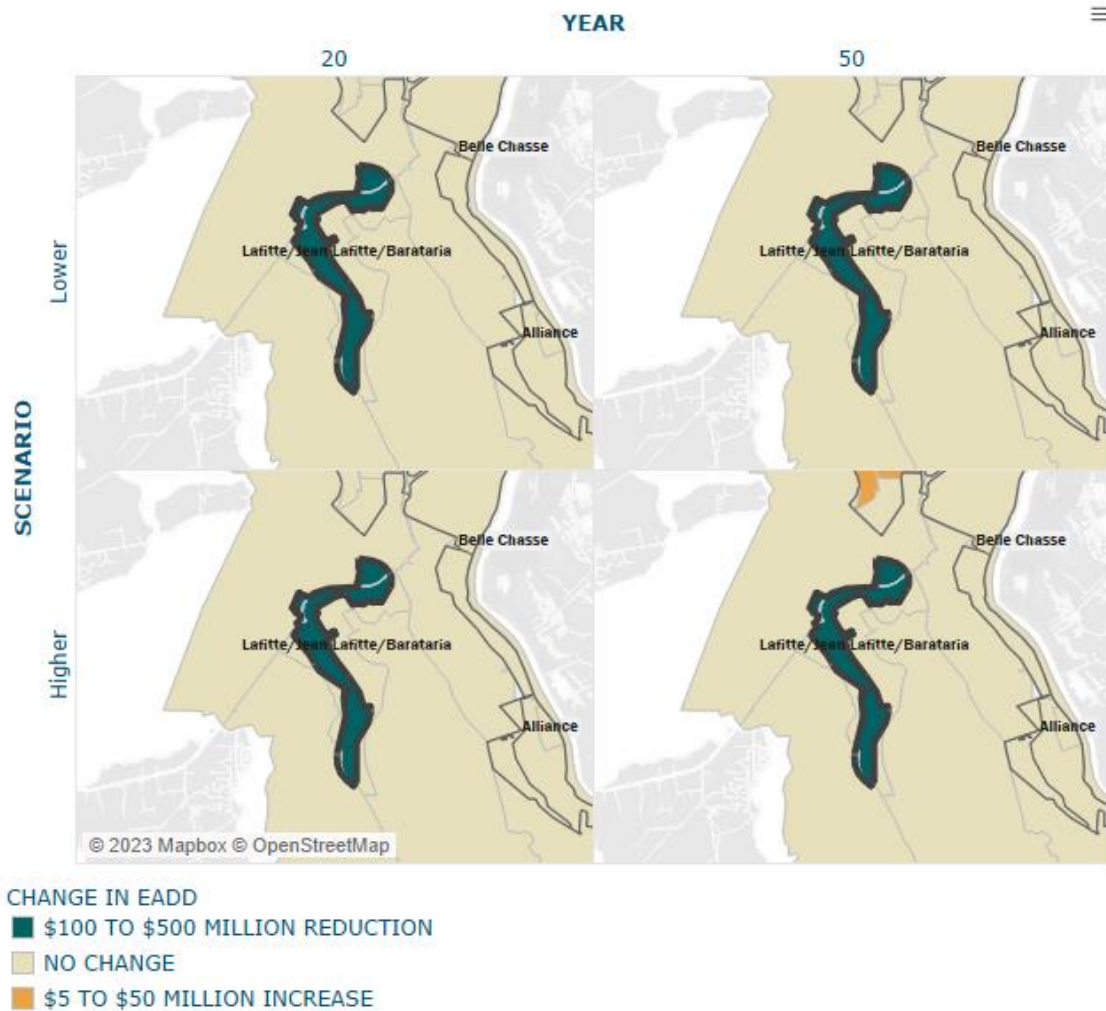 YEAR
20
50
SCENARIO
Lower
Belle Chasse
Lafitte/Jean Lafitte/Barataria
Alliance
Belle Chasse
Lafitte/Jean Lafitte/Barataria
Alliance
Higher
Belle Chasse
Lafitte/Jean Lafitte/Barataria
Alliance
Belle Chasse
Lafitte/Jean Lafitte/Barataria
Alliance
© 2023 Mapbox © OpenStreetMap
CHANGE IN EADD
$100 TO $500 MILLION REDUCTION
NO CHANGE
$5 TO $50 MILLION INCREASE